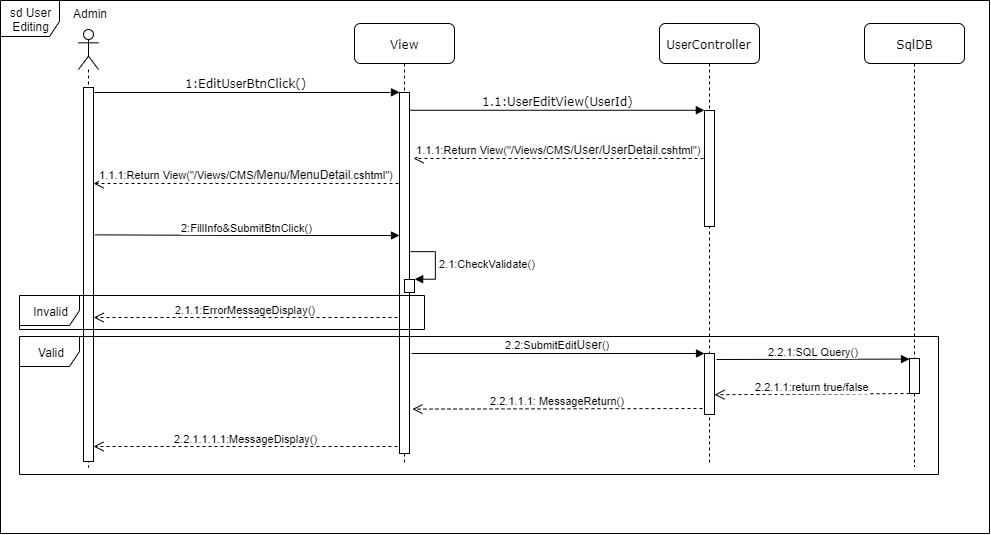 sd User
Editing
Admin
View
UserController
SqlDB
1:EditUserBtnClick()
1.1:UserEditView(UserId)
1.1.1:Return View("/Views/CMS/User/UserDetail.cshtml")
1.1.1:Return View("/Views/CMS/Menu/MenuDetail.cshtml")
2:FillInfo&SubmitBtnClick()
2.1:CheckValidate()
Invalid
2.1.1:ErrorMessageDisplay()
Valid
2.2:SubmitEditUser()
2.2.1:SQL Query()
2.2.1.1:return true/false
2.2.1.1.1: MessageReturn()
2.2.1.1.1.1:MessageDisplay()